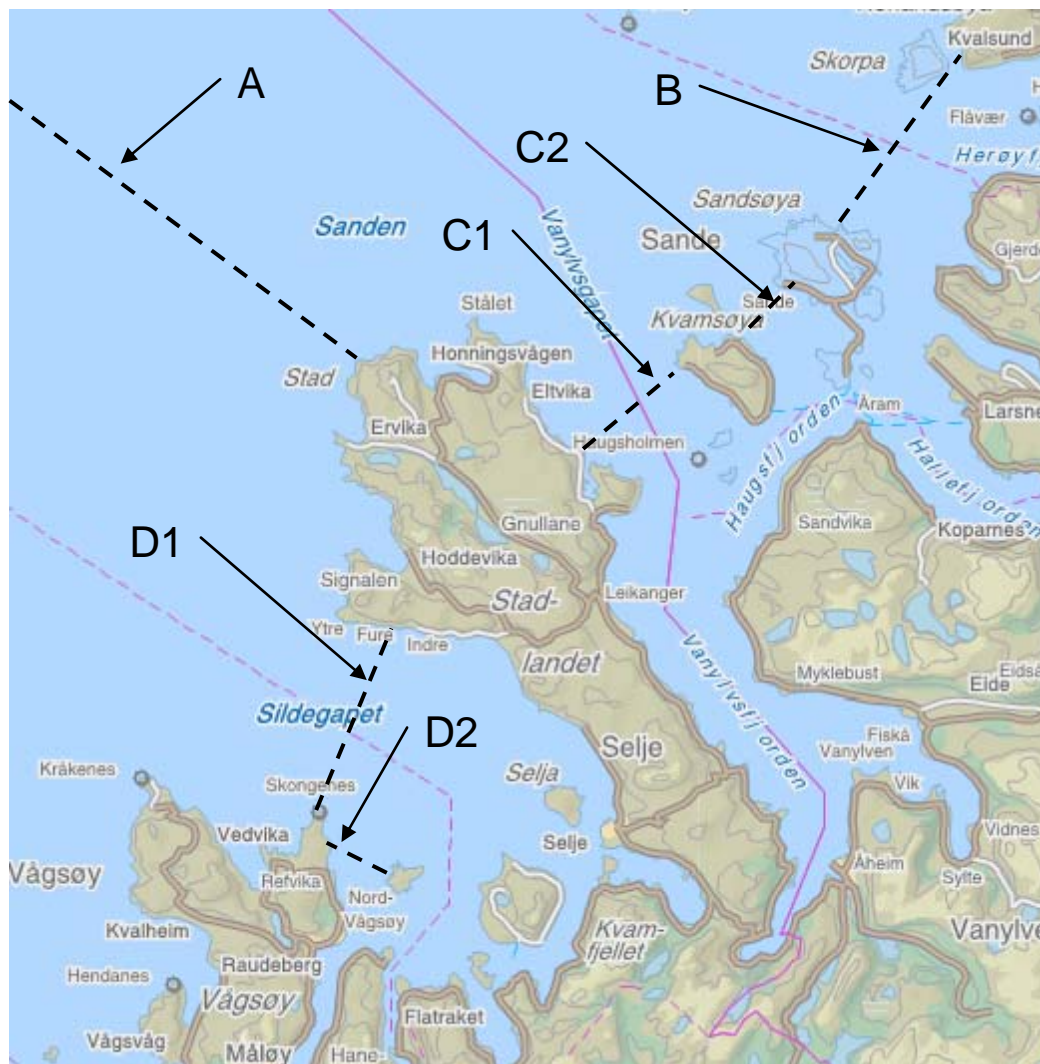 Kvalsund
Skorpa
A
B
Flåvær
C2
Herøyf
Sandsøya
Sanden
C1
Vanylvsgapet
Sande
Gjerde
Stålet
Kvamsøya
Sande
Honningsvågen
Stad
Eltvika
Åram
Larsne
Ervika
Haugsholmen
Haugsfjorden
Hallefjorden
Gnullane
Sandvika
Koparnes
D1
Hoddevika
Signalen
Stad-
Leikanger
Ytre
Fure
Indre
landet
Vanylvsfjorden
Myklebust
Eidså
Eide
Sildegapet
D2
Selje
Fiskå
Vanylven
Kråkenes
Selja
Skongenes
Vik
Vedvika
Selje
Vidnes
Vågsøy
Refvika
Åheim
Sylte
Nord-
Vågsøy
Kvam-
fjellet
Kvalheim
Vanylve
Raudeberg
Hendanes
Vågsøy
Flatraket
Vågsvåg
Måløy
Hane-